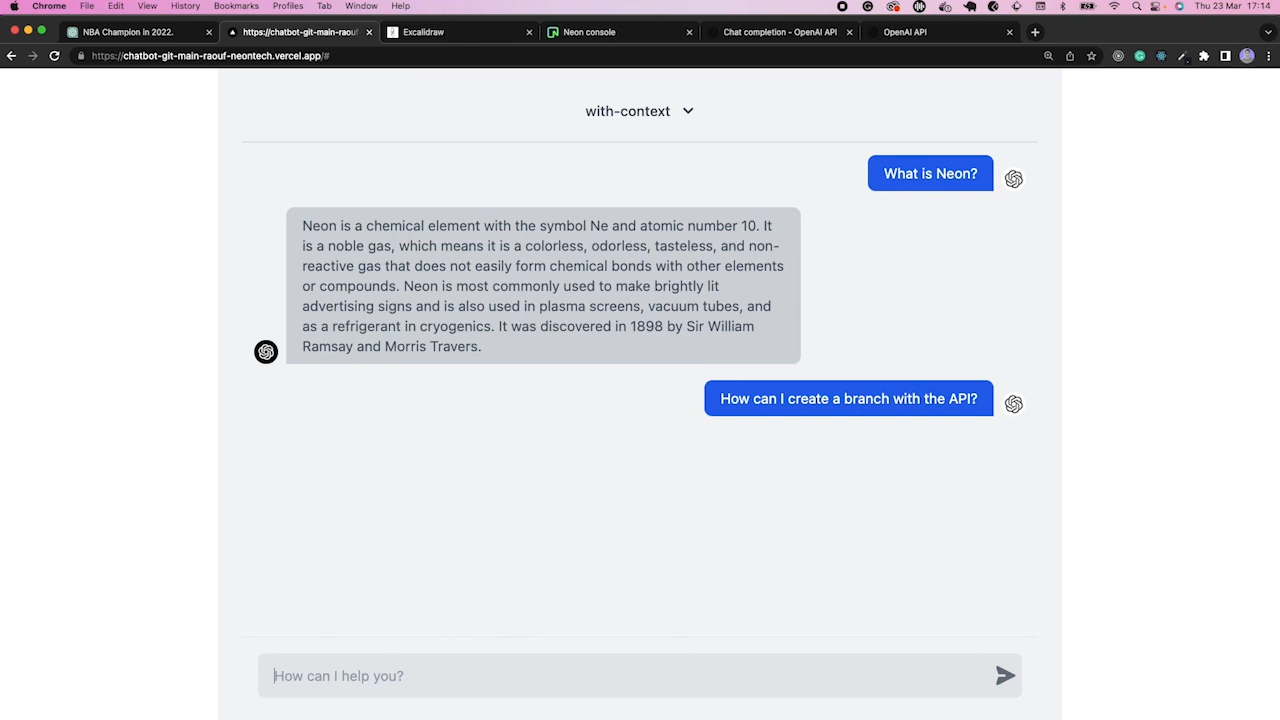 Chrome File Edit View History Bookmarks Profiles Tab Window Help Thu 23 Mar 17:14
NBA Champion in 2022. https://chatbot-git-main-raouf Excalidraw Neon console Chat completion - OpenAI API OpenAI API
https://chatbot-git-main-raouf-neontech.vercel.app/#
with-context
What is Neon?
Neon is a chemical element with the symbol Ne and atomic number 10. It
is a noble gas, which means it is a colorless, odorless, tasteless, and non-
reactive gas that does not easily form chemical bonds with other elements
or compounds. Neon is most commonly used to make brightly lit
advertising signs and is also used in plasma screens, vacuum tubes, and
as a refrigerant in cryogenics. It was discovered in 1898 by Sir William
Ramsay and Morris Travers.
How can I create a branch with the API?
How can I help you?